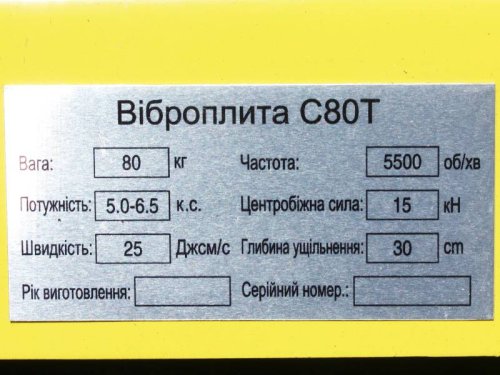 Віброплита С80Т
Вага: 80 кг Частота: 5500 об/хв
Потужність: 5.0-6.5 к.с. Центробіжна сила: 15 кН
Швидкість: 25 Джсм/с Глибина ущільнення: 30 cm
Рік виготовлення: Серійний номер.: